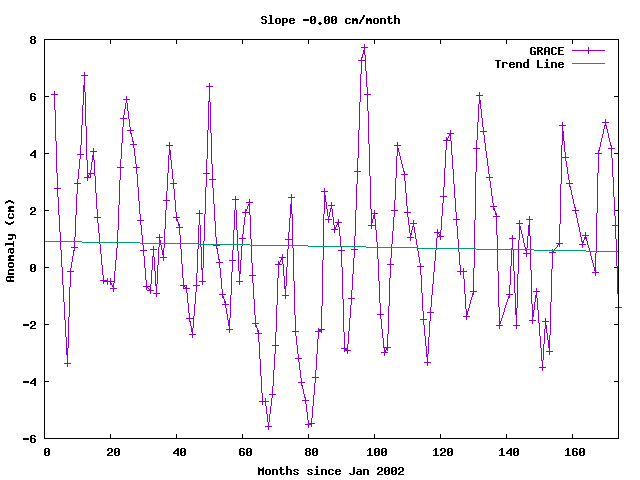 Slope -0.00 cm/month
GRACE
Trend Line
Anomaly (cm)
8
6
4
2
0
-2
-4
-6
0 20 40 60 80 100 120 140 160
Months since Jan 2002